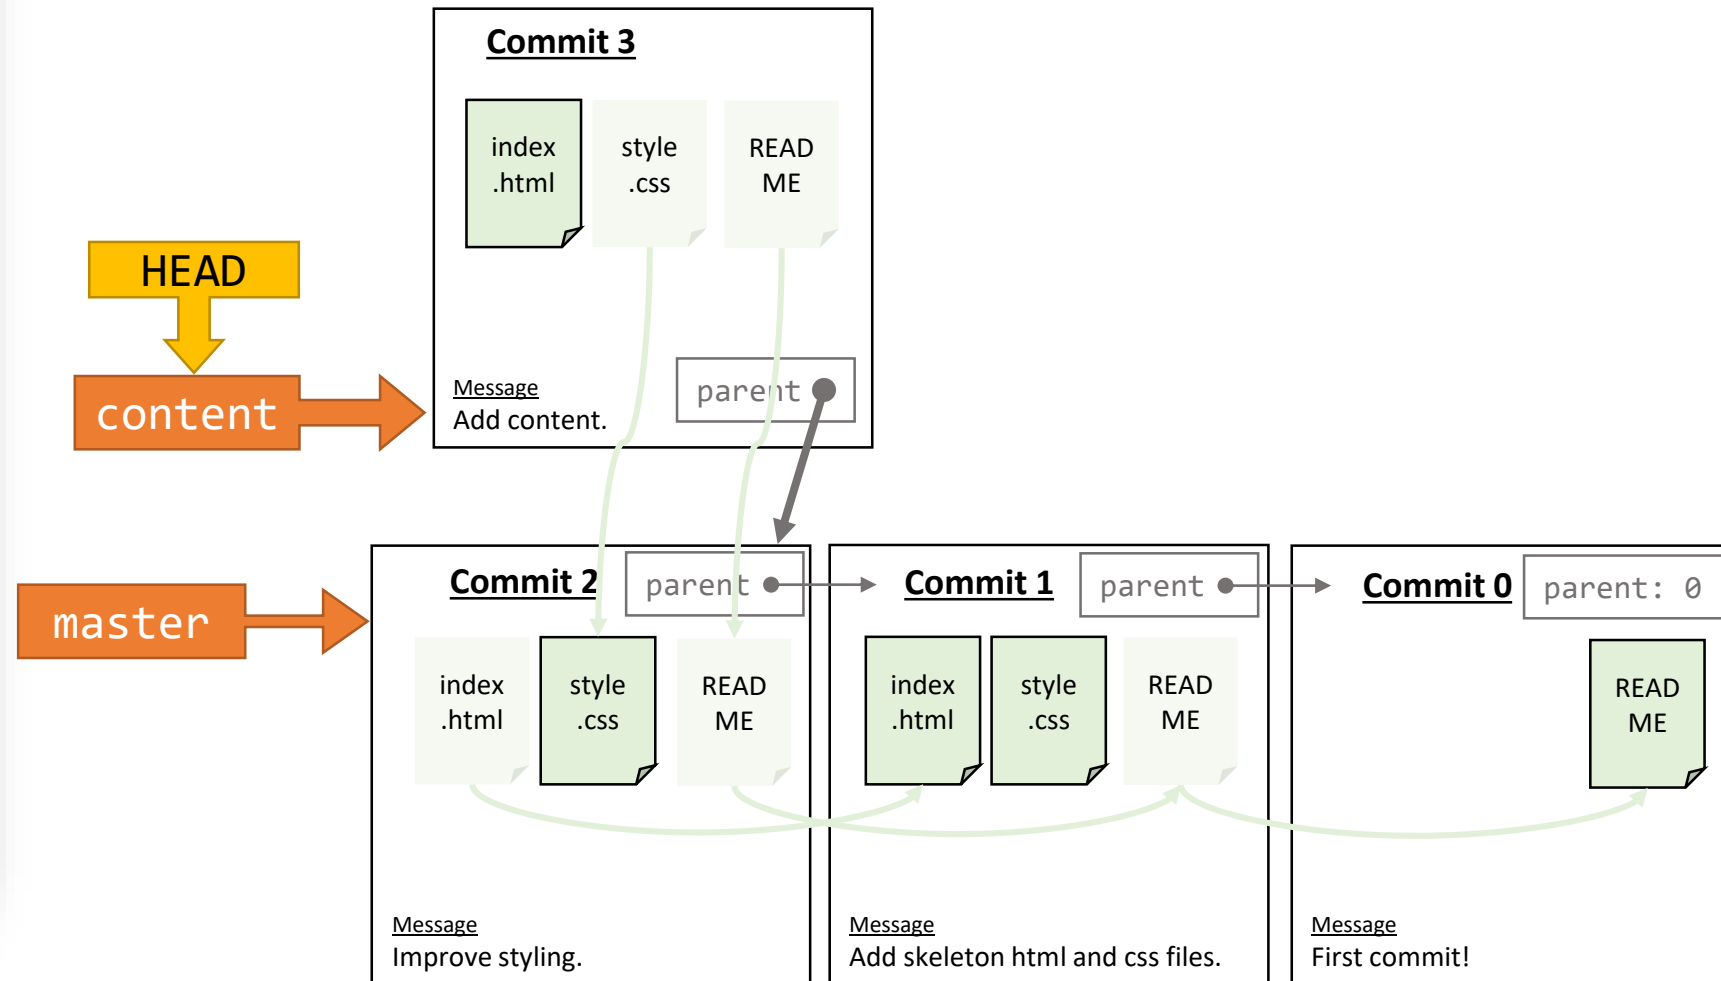 Commit 3
index
.html
style
.css
READ
ME
HEAD
content
Message
Add content.
parent
master
Commit 2
parent
index
.html
style
.css
READ
ME
Message
Improve styling.
Commit 1
parent
index
.html
style
.css
READ
ME
Message
Add skeleton html and css files.
Commit 0
parent: 0
READ
ME
Message
First commit!